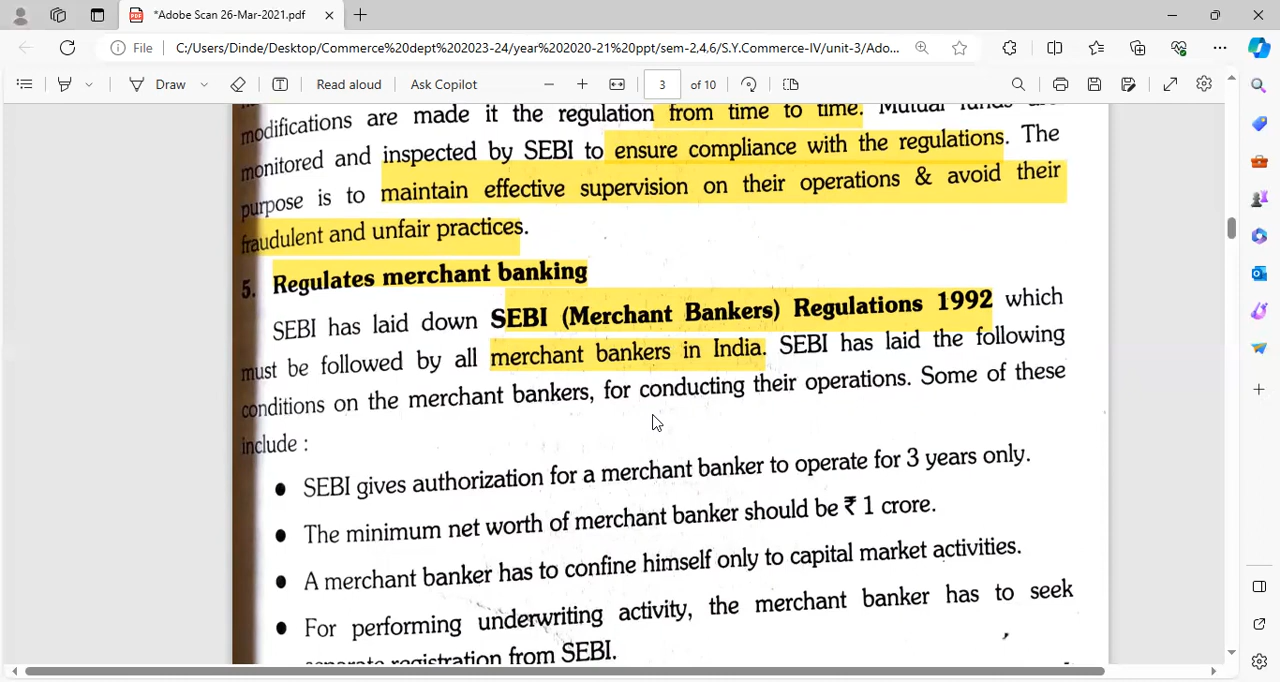 *Adobe Scan 26-Mar-2021.pdf
File C:/Users/Dinde/Desktop/Commerce%20dept%202023-24/year%202020-21%20ppt/sem-2,4,6/S.Y.Commerce-IV/unit-3/Ado...
Draw Read aloud Ask Copilot 3 of 10
modifications are made it the regulation from time to time. Mutual funds are
monitored and inspected by SEBI to ensure compliance with the regulations. The
purpose is to maintain effective supervision on their operations & avoid their
fraudulent and unfair practices.
5. Regulates merchant banking
SEBI has laid down SEBI (Merchant Bankers) Regulations 1992 which
must be followed by all merchant bankers in India. SEBI has laid the following
conditions on the merchant bankers, for conducting their operations. Some of these
include :
• SEBI gives authorization for a merchant banker to operate for 3 years only.
• The minimum net worth of merchant banker should be ₹ 1 crore.
• A merchant banker has to confine himself only to capital market activities.
• For performing underwriting activity, the merchant banker has to seek
separate registration from SEBI.